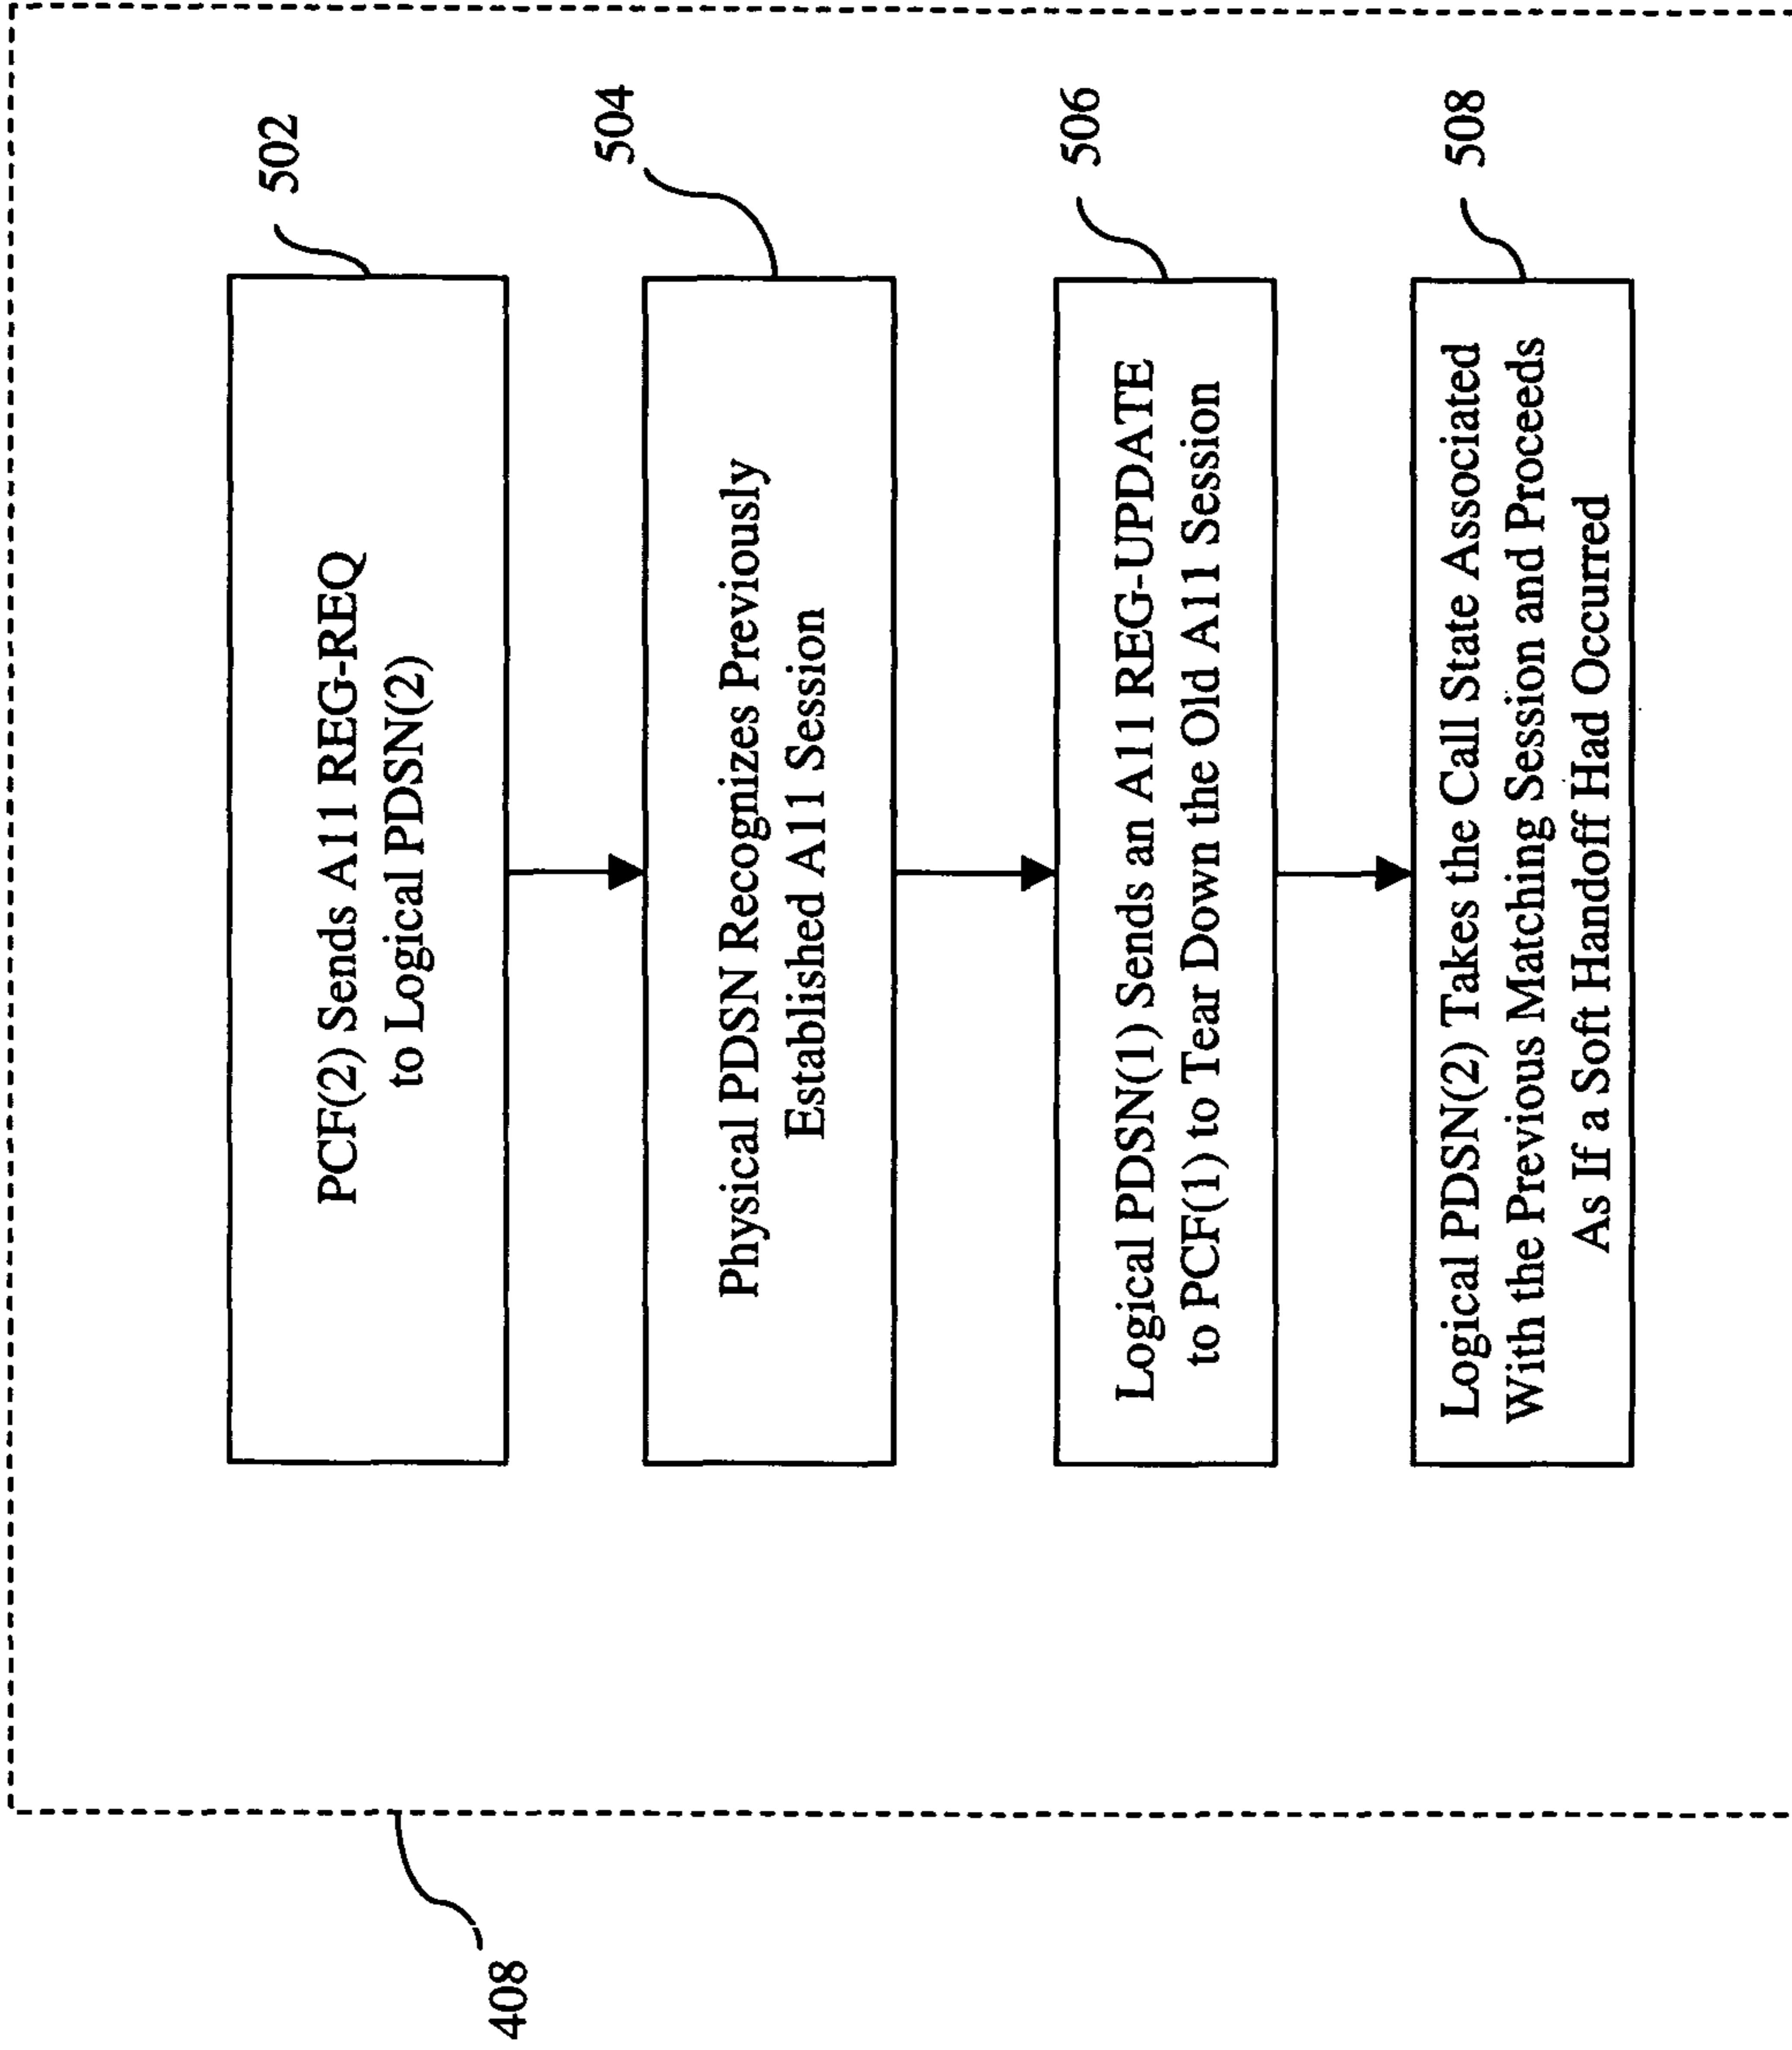 408
502
PCF(2) Sends A11 REG-REQ
to Logical PDSN(2)
504
Physical PDSN Recognizes Previously
Established A11 Session
506
Logical PDSN(1) Sends an A11 REG-UPDATE
to PCF(1) to Tear Down the Old A11 Session
508
Logical PDSN(2) Takes the Call State Associated
With the Previous Matching Session and Proceeds
As If a Soft Handoff Had Occurred